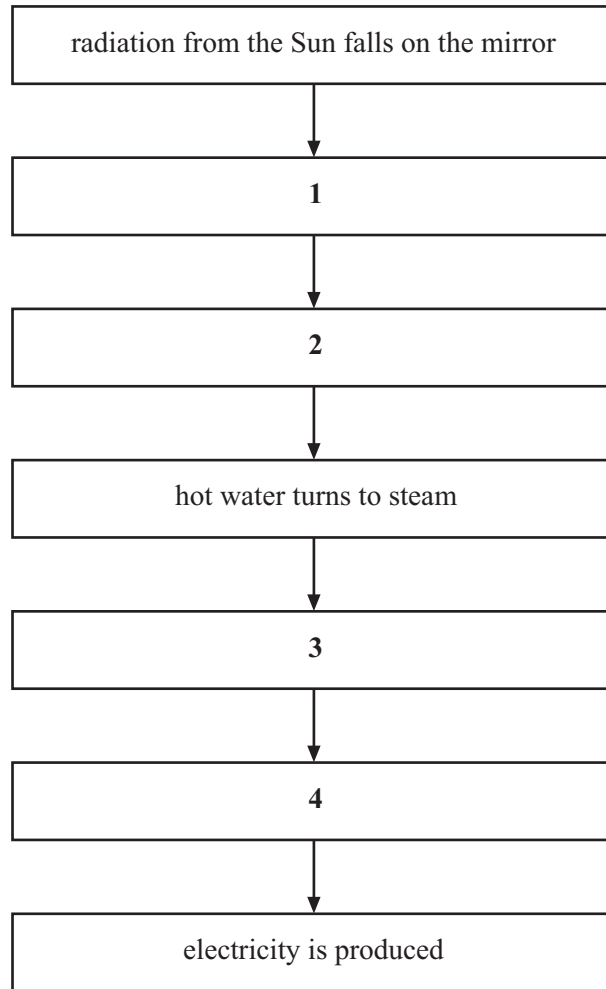 radiation from the Sun falls on the mirror
1
2
hot water turns to steam
3
4
electricity is produced